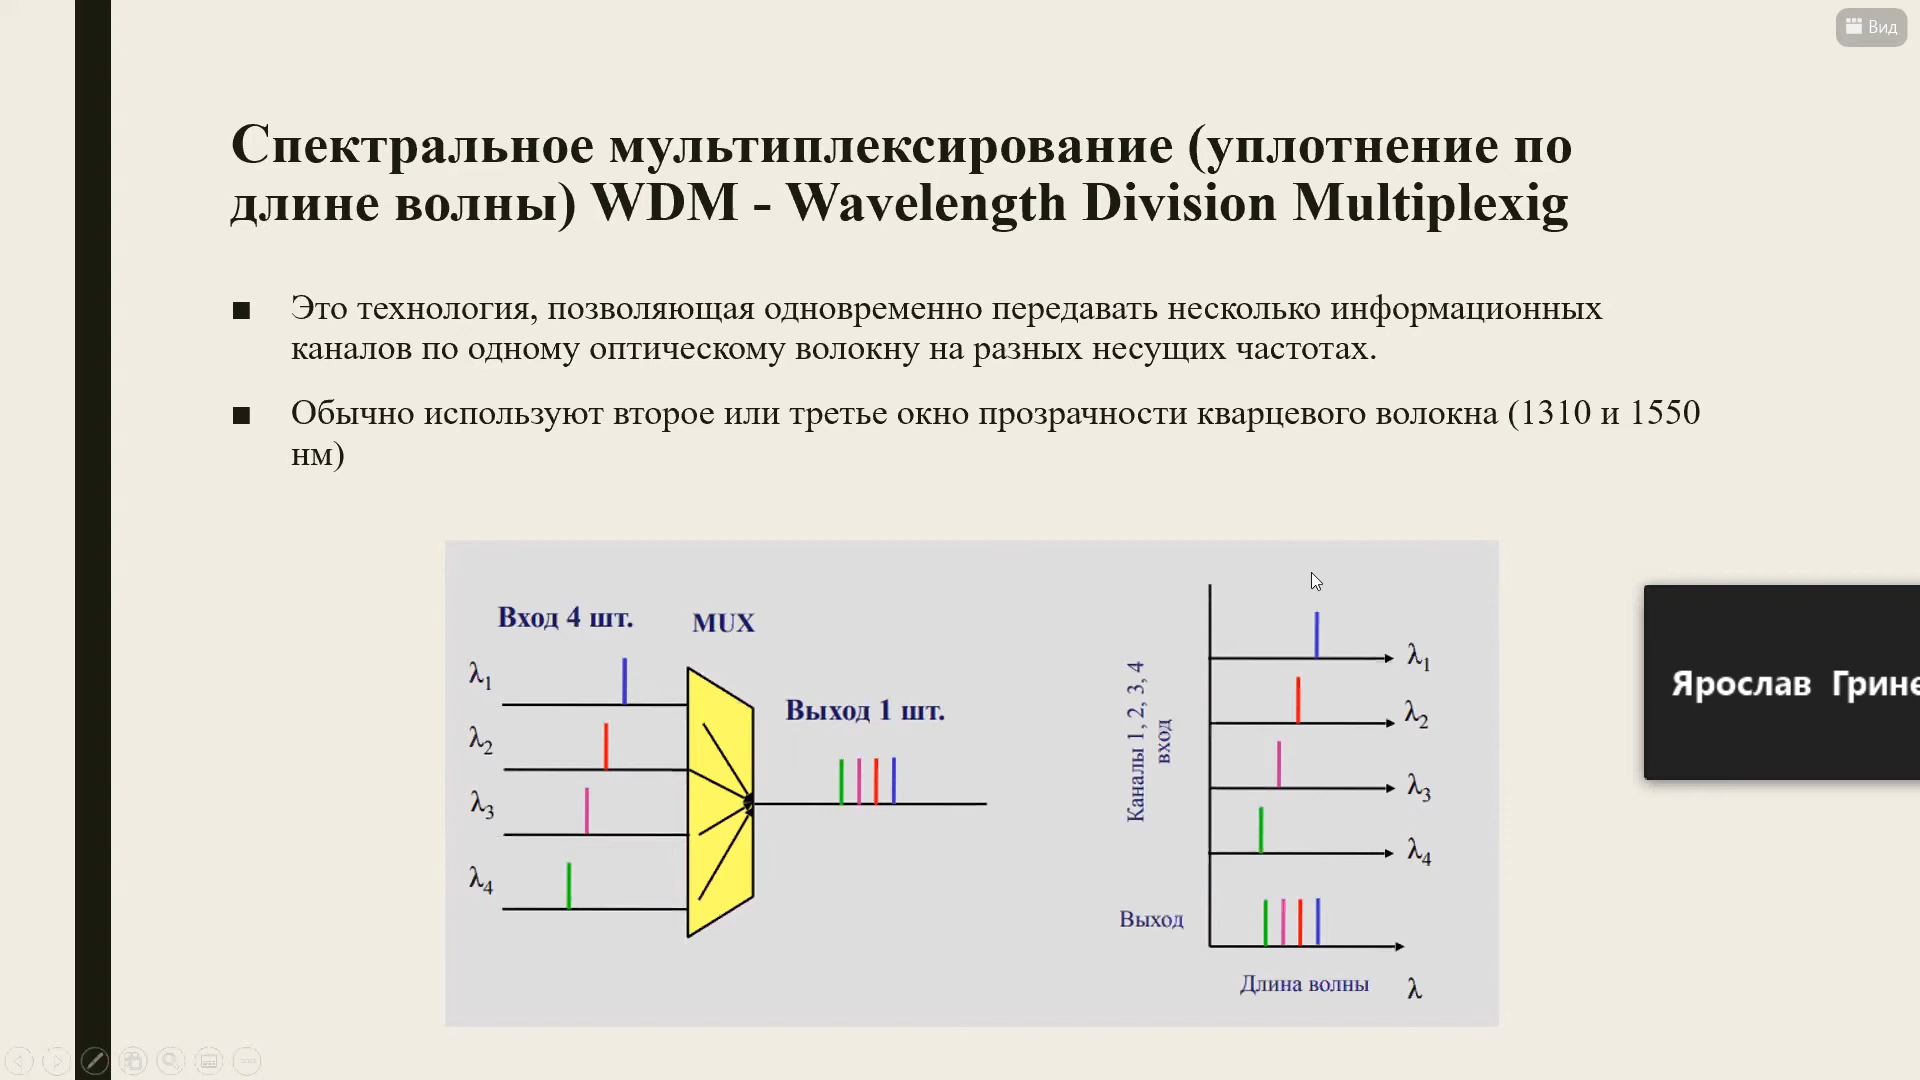 Вид
Спектральное мультиплексирование (уплотнение по
длине волны) WDM - Wavelength Division Multiplexig
■ Это технология, позволяющая одновременно передавать несколько информационных
каналов по одному оптическому волокну на разных несущих частотах.
■ Обычно используют второе или третье окно прозрачности кварцевого волокна (1310 и 1550
нм)
Вход 4 шт.
MUX
λ1
λ2
λ3
λ4
Выход 1 шт.
Каналы 1, 2, 3, 4
вход
λ1
λ2
λ3
λ4
Выход
Длина волны
λ
Ярослав Грине